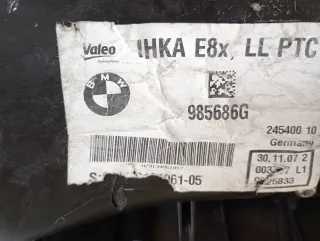 Valeo IHKA E8x, LL PTC
BMW
985686G
245400 10
Germany
30.11.07 2
L1
61-05